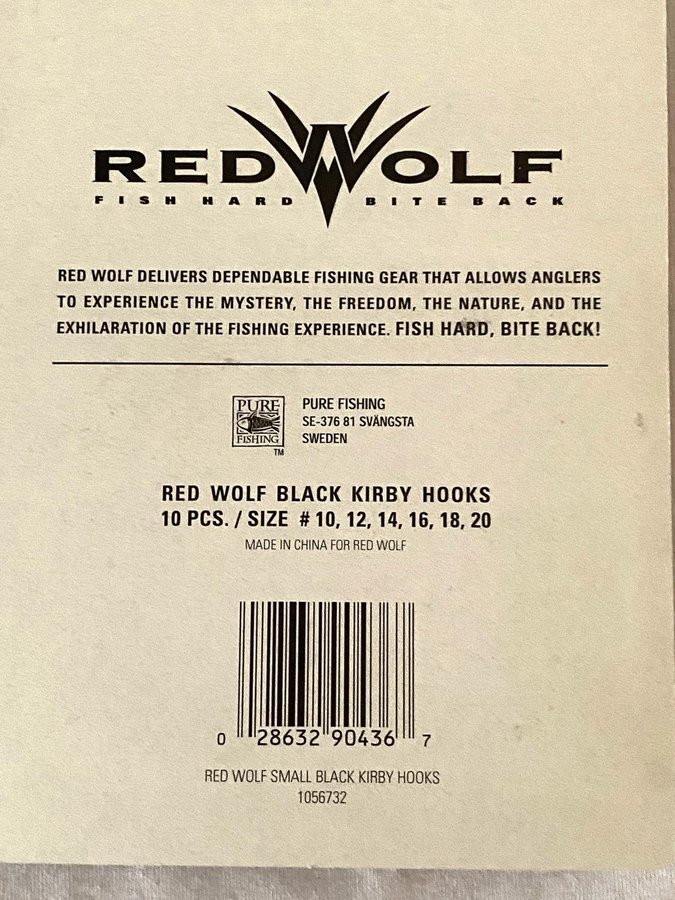 RED WOLF
FISH HARD BITE BACK
RED WOLF DELIVERS DEPENDABLE FISHING GEAR THAT ALLOWS ANGLERS
TO EXPERIENCE THE MYSTERY, THE FREEDOM, THE NATURE, AND THE
EXHILARATION OF THE FISHING EXPERIENCE. FISH HARD, BITE BACK!
PURE
FISHING
TM
PURE FISHING
SE-376 81 SVÄNGSTA
SWEDEN
RED WOLF BLACK KIRBY HOOKS
10 PCS. / SIZE # 10, 12, 14, 16, 18, 20
MADE IN CHINA FOR RED WOLF
0 28632 90436 7
RED WOLF SMALL BLACK KIRBY HOOKS
1056732